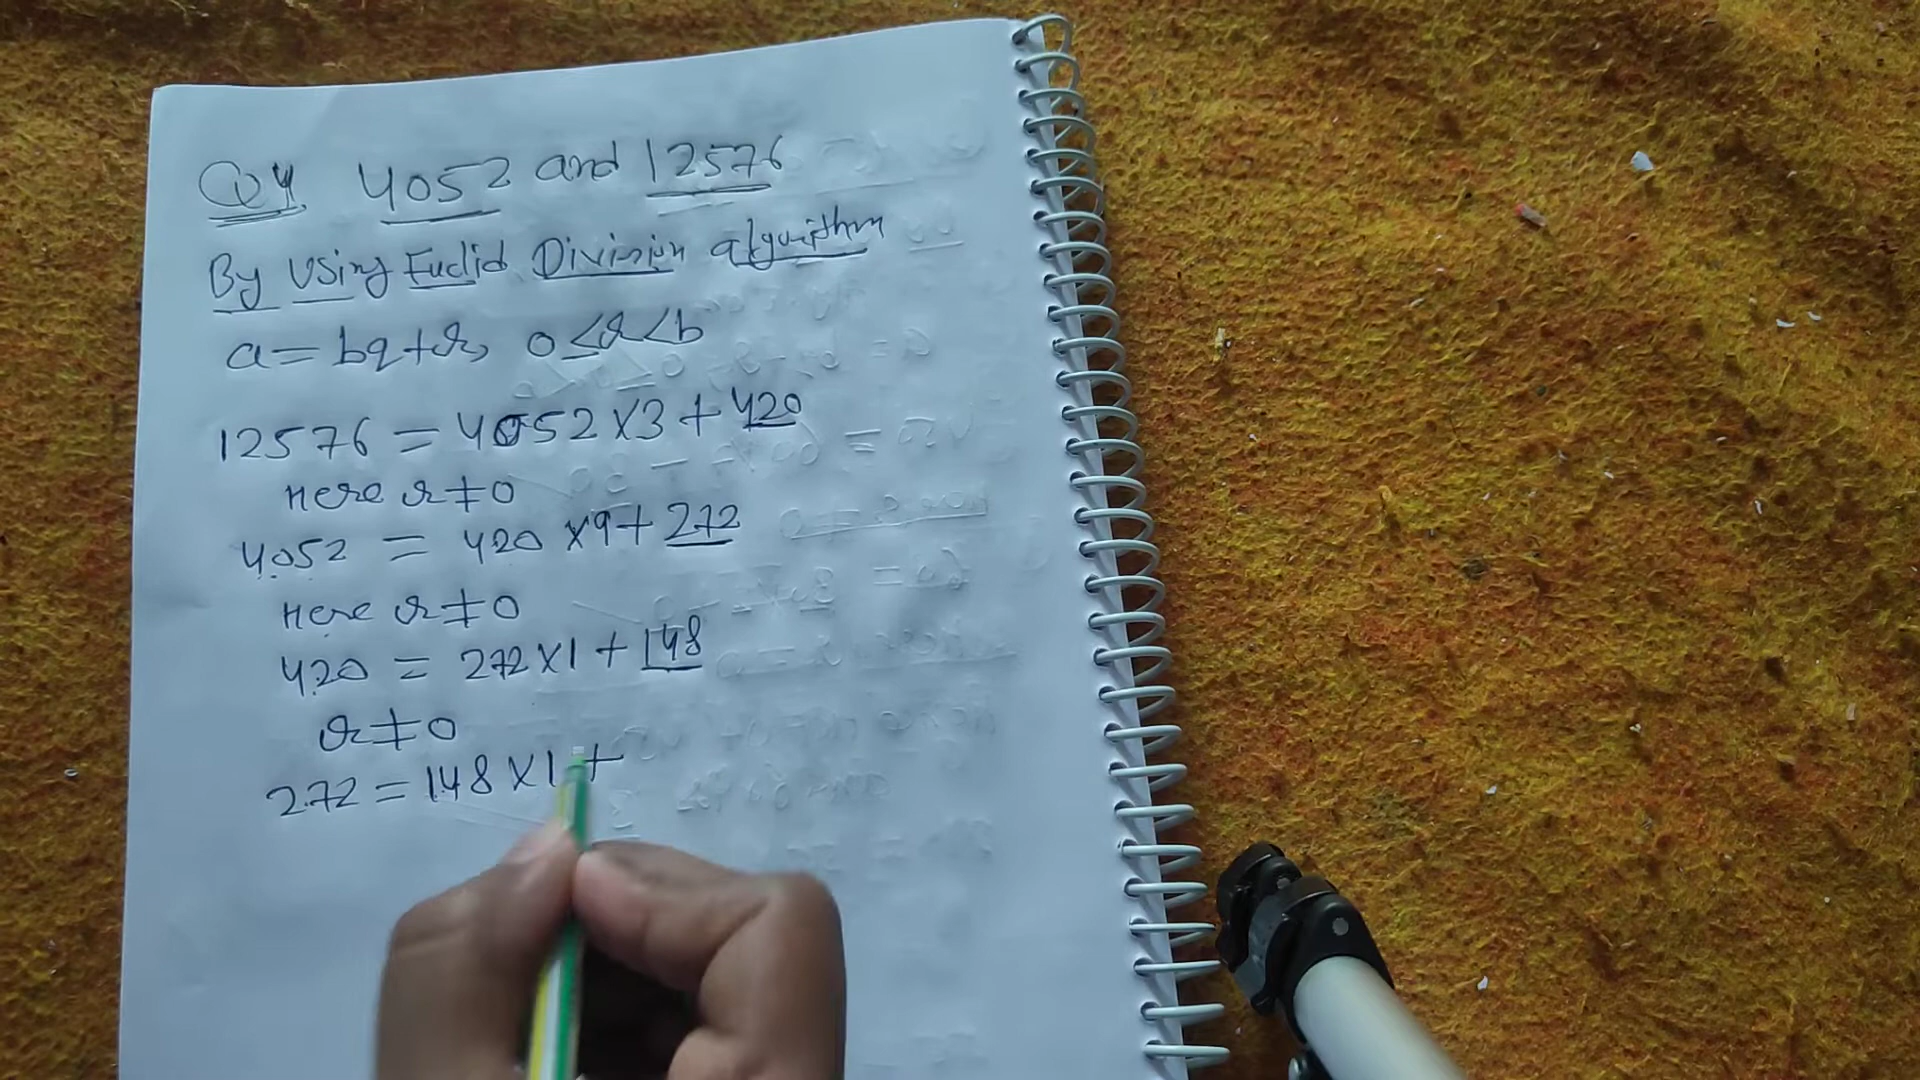 Q4 4052 and 12576
By Using Euclid Division algorithm
a = bq + r, 0 ≤ r < b
12576 = 4052 × 3 + 420
Here r ≠ 0
4052 = 420 × 9 + 272
Here r ≠ 0
420 = 272 × 1 + 148
r ≠ 0
272 = 148 × 1 +